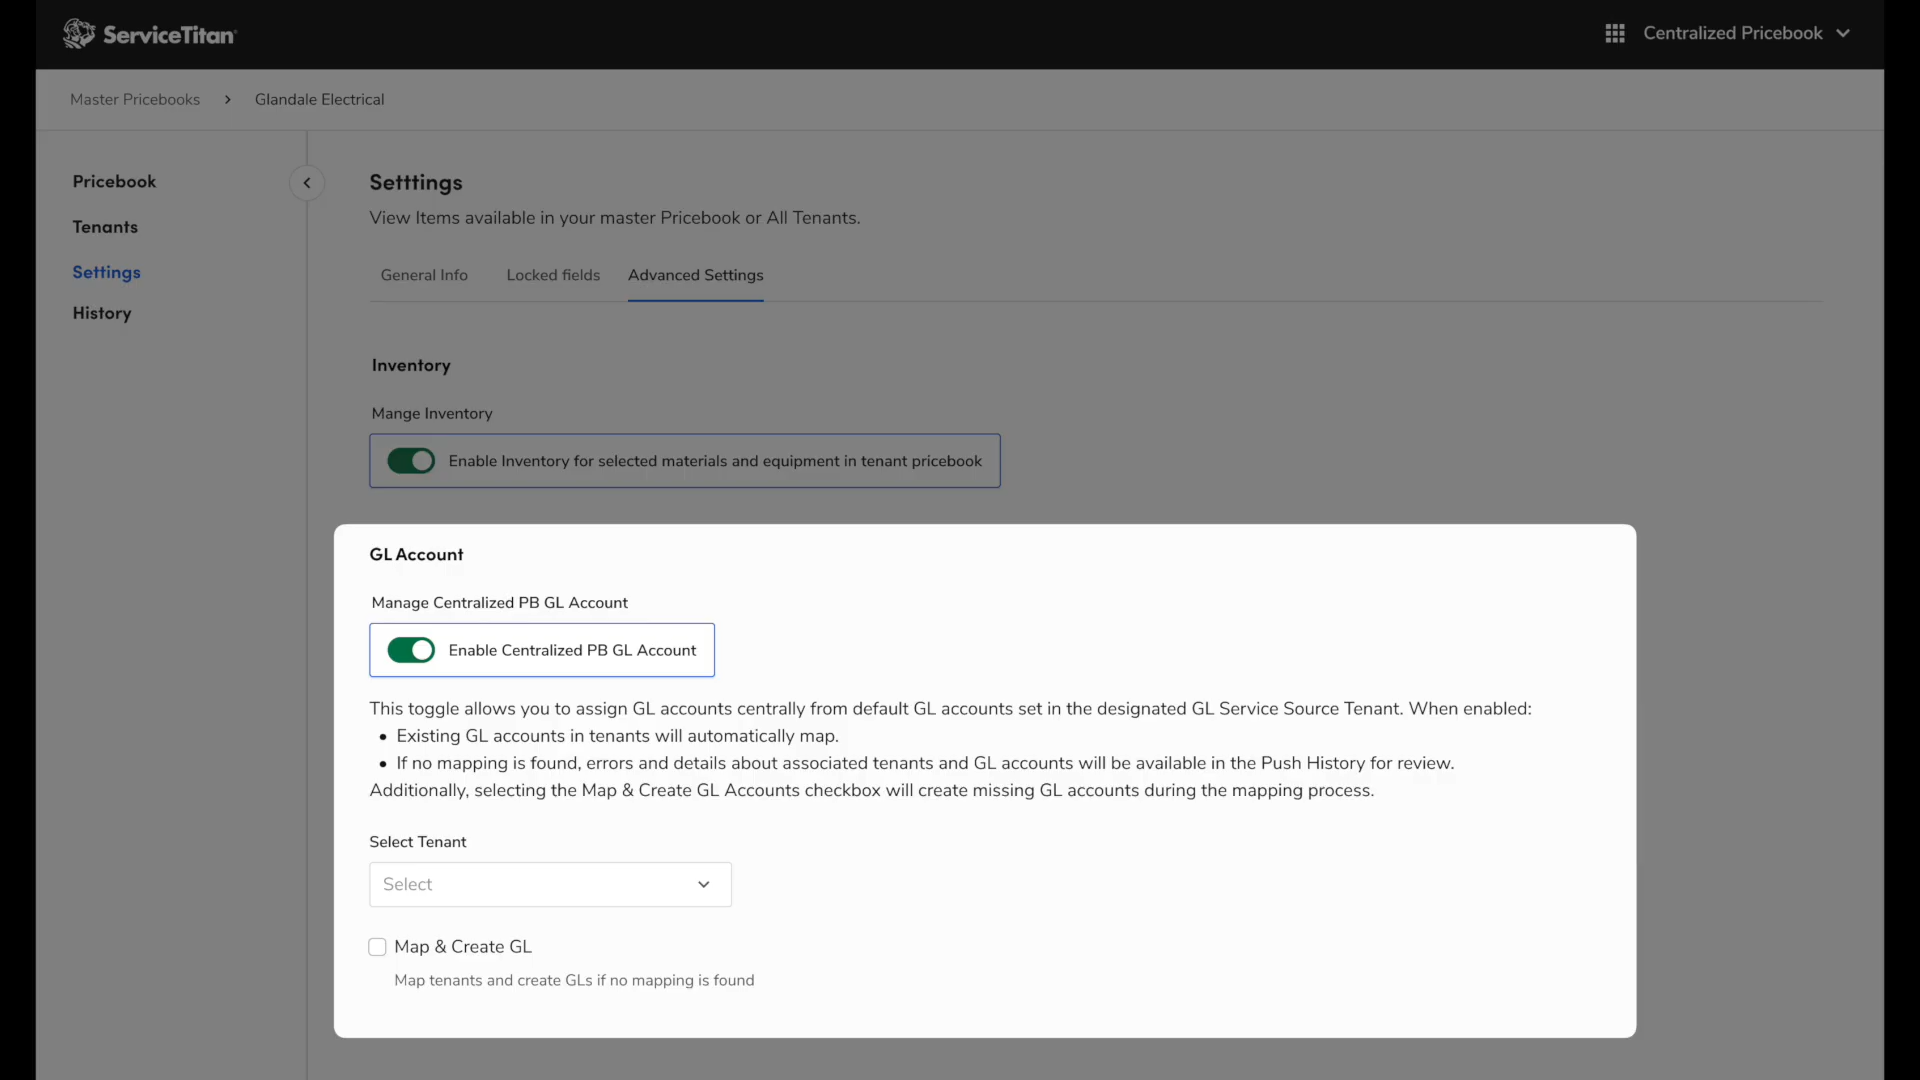 ServiceTitan
Centralized Pricebook
Master Pricebooks
Glandale Electrical
Pricebook
Tenants
Settings
History
Setttings
View Items available in your master Pricebook or All Tenants.
General Info
Locked fields
Advanced Settings
Inventory
Mange Inventory
Enable Inventory for selected materials and equipment in tenant pricebook
GL Account
Manage Centralized PB GL Account
Enable Centralized PB GL Account
This toggle allows you to assign GL accounts centrally from default GL accounts set in the designated GL Service Source Tenant. When enabled:
• Existing GL accounts in tenants will automatically map.
• If no mapping is found, errors and details about associated tenants and GL accounts will be available in the Push History for review.
Additionally, selecting the Map & Create GL Accounts checkbox will create missing GL accounts during the mapping process.
Select Tenant
Select
Map & Create GL
Map tenants and create GLs if no mapping is found